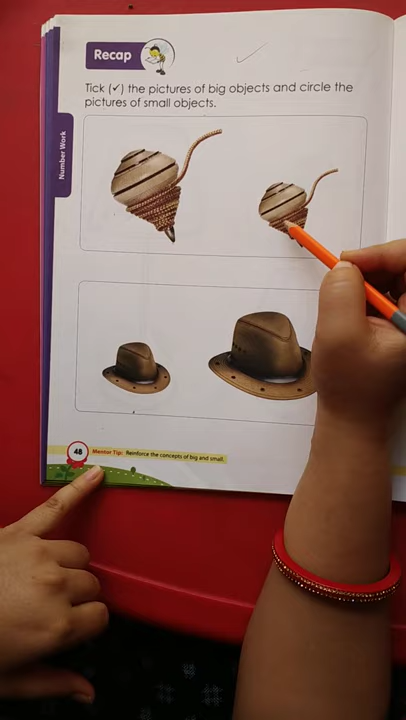 Recap
Tick (✓) the pictures of big objects and circle the
pictures of small objects.
Number Work
48 Mentor Tip: Reinforce the concepts of big and small.